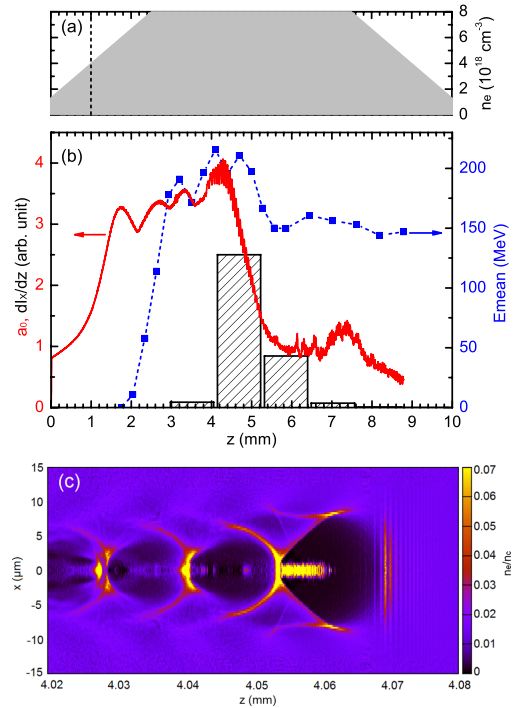 (a)
8
6
4
2
0
nₑ (10¹⁸ cm⁻³)
(b)
4
3
2
1
0
a₀, dIₓ/dz (arb. unit)
200
150
100
50
0
Emean (MeV)
0 1 2 3 4 5 6 7 8 9 10
z (mm)
(c)
15
10
5
0
-5
-10
-15
x (μm)
4.02 4.03 4.04 4.05 4.06 4.07 4.08
z (mm)
0.07
0.06
0.05
0.04
0.03
0.02
0.01
0
nₑ/n꜀